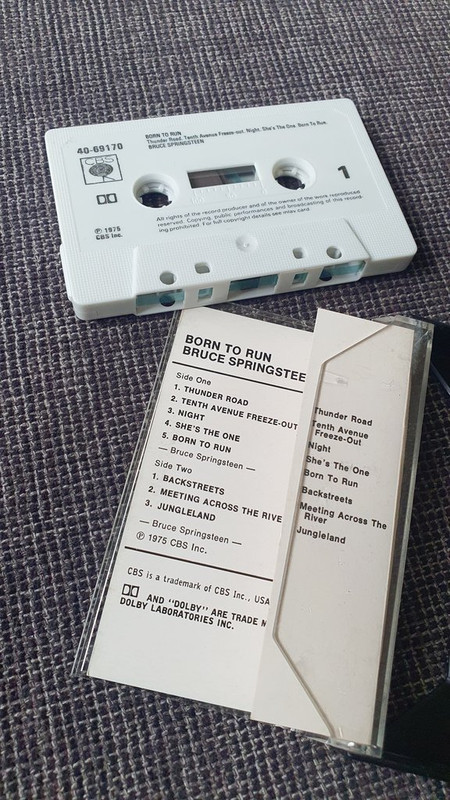 40-69170
BORN TO RUN
Thunder Road. Tenth Avenue Freeze-out. Night. She's The One. Born To Run.
BRUCE SPRINGSTEEN
CBS
1
All rights of the record producer and of the owner of the work reproduced
reserved. Copying, public performances and broadcasting of this record-
ing prohibited. For full copyright details see inlay card.
℗ 1975
CBS Inc.
BORN TO RUN
BRUCE SPRINGSTEE
Side One
1. THUNDER ROAD
2. TENTH AVENUE FREEZE-OUT
3. NIGHT
4. SHE'S THE ONE
5. BORN TO RUN
— Bruce Springsteen —
Side Two
1. BACKSTREETS
2. MEETING ACROSS THE RIVE
3. JUNGLELAND
— Bruce Springsteen —
℗ 1975 CBS Inc.
CBS is a trademark of CBS Inc., USA
AND "DOLBY" ARE TRADE M
DOLBY LABORATORIES INC.
Thunder Road
Tenth Avenue
Freeze-Out
Night
She's The One
Born To Run
Backstreets
Meeting Across The
River
Jungleland